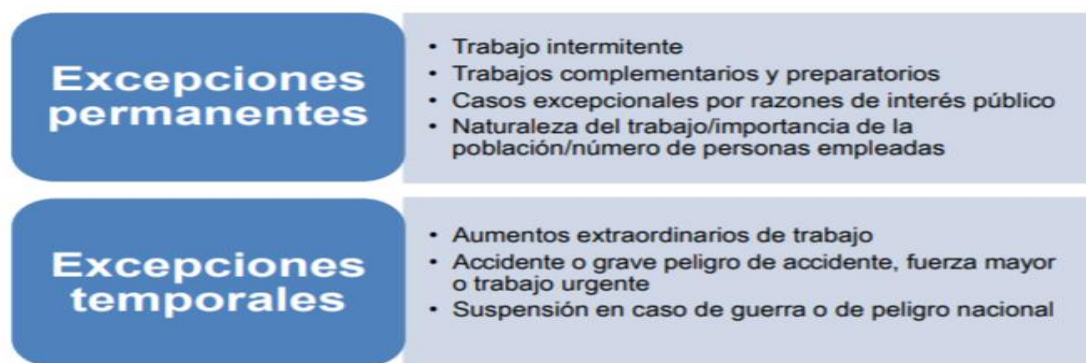 Excepciones
permanentes
• Trabajo intermitente
• Trabajos complementarios y preparatorios
• Casos excepcionales por razones de interés público
• Naturaleza del trabajo/importancia de la
población/número de personas empleadas
Excepciones
temporales
• Aumentos extraordinarios de trabajo
• Accidente o grave peligro de accidente, fuerza mayor
o trabajo urgente
• Suspensión en caso de guerra o de peligro nacional